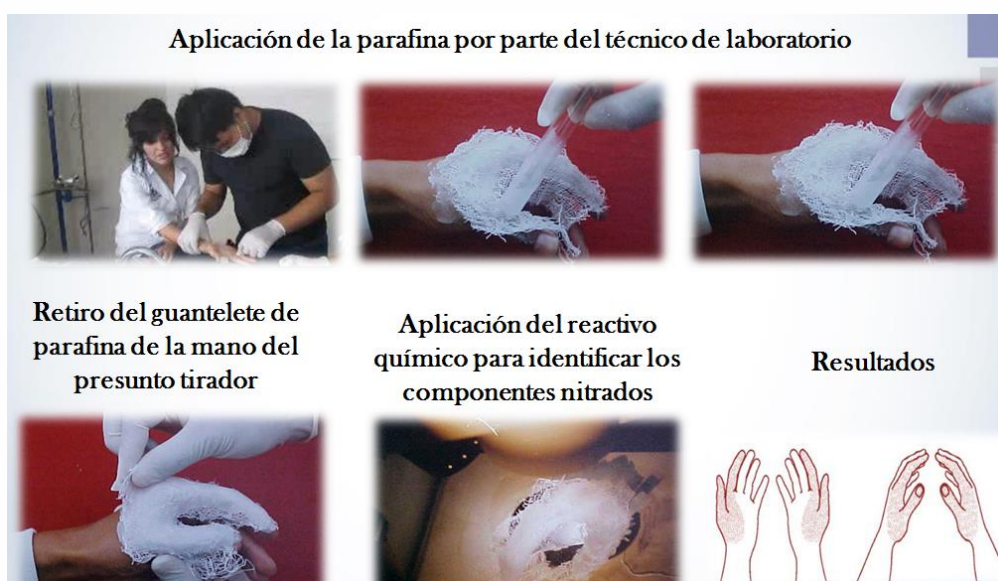 Aplicación de la parafina por parte del técnico de laboratorio
Retiro del guantelete de
parafina de la mano del
presunto tirador
Aplicación del reactivo
químico para identificar los
componentes nitrados
Resultados